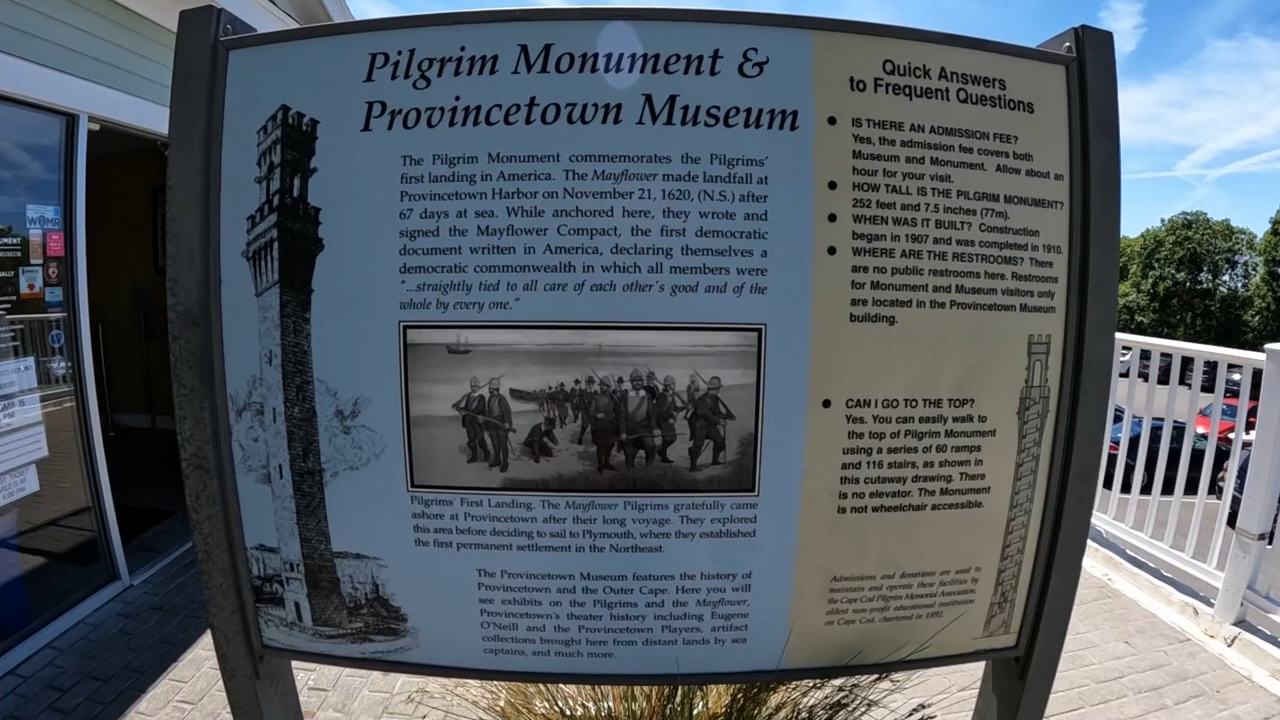 Pilgrim Monument &
Provincetown Museum
The Pilgrim Monument commemorates the Pilgrims'
first landing in America. The Mayflower made landfall at
Provincetown Harbor on November 21, 1620, (N.S.) after
67 days at sea. While anchored here, they wrote and
signed the Mayflower Compact, the first democratic
document written in America, declaring themselves a
democratic commonwealth in which all members were
"...straightly tied to all care of each other's good and of the
whole by every one."
Pilgrims' First Landing. The Mayflower Pilgrims gratefully came
ashore at Provincetown after their long voyage. They explored
this area before deciding to sail to Plymouth, where they established
the first permanent settlement in the Northeast.
The Provincetown Museum features the history of
Provincetown and the Outer Cape. Here you will
see exhibits on the Pilgrims and the Mayflower,
Provincetown's theater history including Eugene
O'Neill and the Provincetown Players, artifact
collections brought here from distant lands by sea
captains, and much more.
Quick Answers
to Frequent Questions
● IS THERE AN ADMISSION FEE?
Yes, the admission fee covers both
Museum and Monument. Allow about an
hour for your visit.
● HOW TALL IS THE PILGRIM MONUMENT?
252 feet and 7.5 inches (77m).
● WHEN WAS IT BUILT? Construction
began in 1907 and was completed in 1910.
● WHERE ARE THE RESTROOMS? There
are no public restrooms here. Restrooms
for Monument and Museum visitors only
are located in the Provincetown Museum
building.
● CAN I GO TO THE TOP?
Yes. You can easily walk to
the top of Pilgrim Monument
using a series of 60 ramps
and 116 stairs, as shown in
this cutaway drawing. There
is no elevator. The Monument
is not wheelchair accessible.
Admissions and donations are used to
maintain and operate these facilities by
the Cape Cod Pilgrim Memorial Association,
oldest non-profit educational institution
on Cape Cod, chartered in 1892.
WOMR